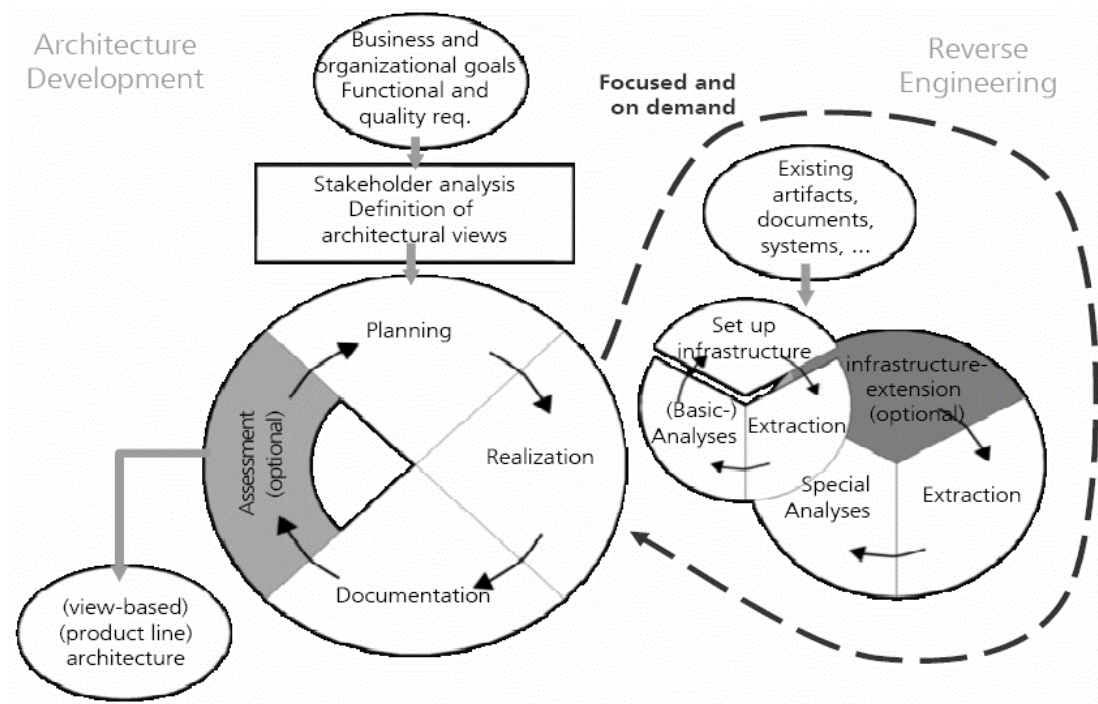 Architecture
Development
Business and
organizational goals
Functional and
quality req.
Stakeholder analysis
Definition of
architectural views
Planning
Realization
Documentation
Assessment
(optional)
(view-based)
(product line)
architecture
Focused and
on demand
Reverse
Engineering
Existing
artifacts,
documents,
systems, ...
Set up
infrastructure
(Basic-)
Analyses
Extraction
infrastructure-
extension
(optional)
Special
Analyses
Extraction